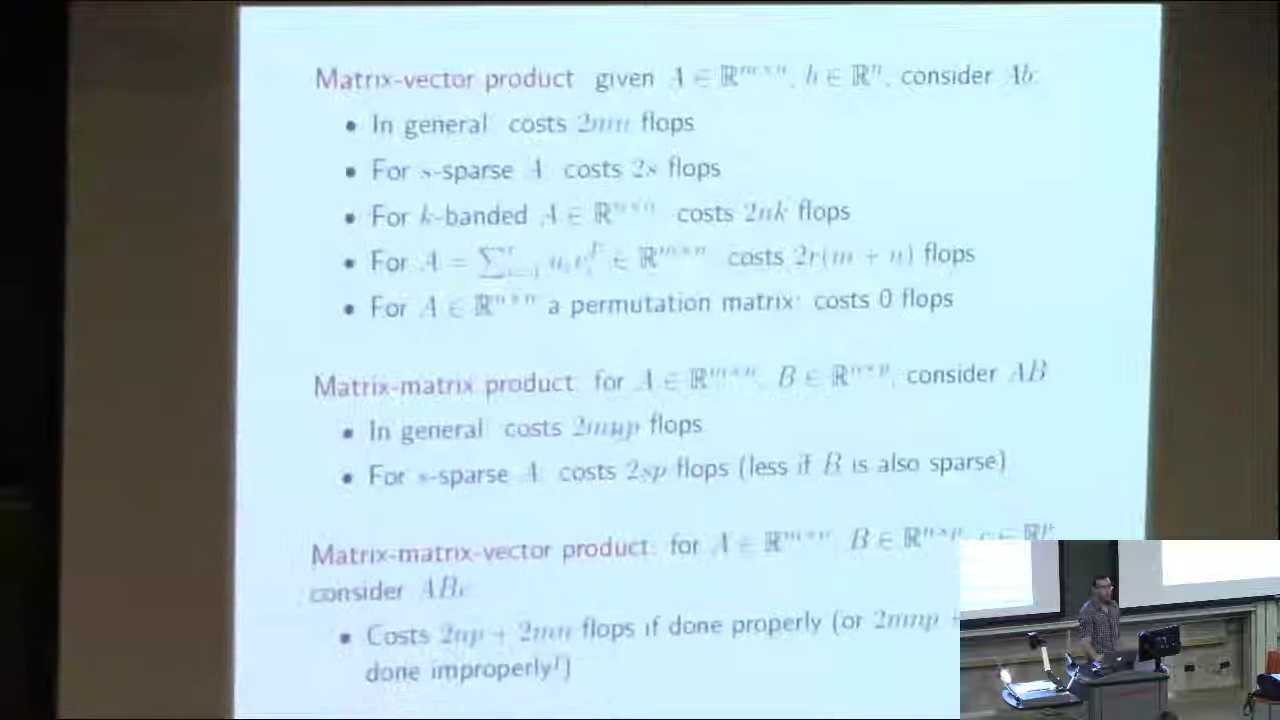 Matrix-vector product given A ∈ ℝ^{m×n}, b ∈ ℝ^n, consider Ab:
• In general costs 2mn flops
• For s-sparse A costs 2s flops
• For k-banded A ∈ ℝ^{n×n} costs 2nk flops
• For A = ∑_{i=1}^r u_i v_i^T ∈ ℝ^{m×n} costs 2r(m + n) flops
• For A ∈ ℝ^{n×n} a permutation matrix: costs 0 flops
Matrix-matrix product: for A ∈ ℝ^{m×n}, B ∈ ℝ^{n×p}, consider AB
• In general costs 2mnp flops
• For s-sparse A costs 2sp flops (less if B is also sparse)
Matrix-matrix-vector product: for A ∈ ℝ^{m×n} B ∈ ℝ^{n×p} c ∈ ℝ^p
consider ABc
• Costs 2np + 2mn flops if done properly (or 2mnp +
done improperly!)